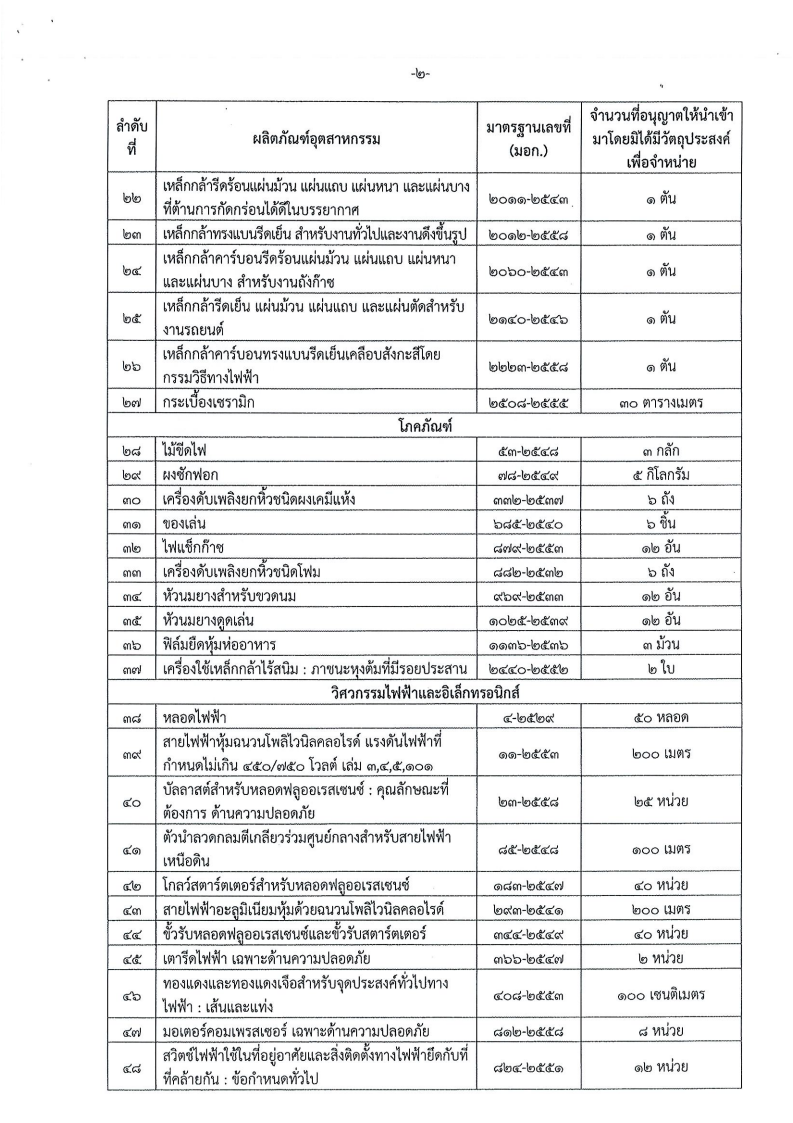 -๒-
ลำดับ
ที่
ผลิตภัณฑ์อุตสาหกรรม
มาตรฐานเลขที่
(มอก.)
จำนวนที่อนุญาตให้นำเข้า
มาโดยมิได้มีวัตถุประสงค์
เพื่อจำหน่าย
๒๒ เหล็กกล้ารีดร้อนแผ่นม้วน แผ่นแถบ แผ่นหนา และแผ่นบาง
ที่ต้านการกัดกร่อนได้ดีในบรรยากาศ ๒๐๑๑-๒๕๔๓ ๑ ตัน
๒๓ เหล็กกล้าทรงแบนรีดเย็น สำหรับงานทั่วไปและงานดึงขึ้นรูป ๒๐๑๒-๒๕๕๘ ๑ ตัน
๒๔ เหล็กกล้าคาร์บอนรีดร้อนแผ่นม้วน แผ่นแถบ แผ่นหนา
และแผ่นบาง สำหรับงานถังก๊าซ ๒๐๖๐-๒๕๔๓ ๑ ตัน
๒๕ เหล็กกล้ารีดเย็น แผ่นม้วน แผ่นแถบ และแผ่นตัดสำหรับ
งานรถยนต์ ๒๑๔๐-๒๕๔๖ ๑ ตัน
๒๖ เหล็กกล้าคาร์บอนทรงแบนรีดเย็นเคลือบสังกะสีโดย
กรรมวิธีทางไฟฟ้า ๒๒๒๓-๒๕๕๘ ๑ ตัน
๒๗ กระเบื้องเซรามิก ๒๕๐๘-๒๕๕๕ ๓๐ ตารางเมตร
โภคภัณฑ์
๒๘ ไม้ขีดไฟ ๕๓-๒๕๔๘ ๓ กลัก
๒๙ ผงซักฟอก ๗๘-๒๕๔๙ ๕ กิโลกรัม
๓๐ เครื่องดับเพลิงยกหิ้วชนิดผงเคมีแห้ง ๓๓๒-๒๕๓๗ ๖ ถัง
๓๑ ของเล่น ๖๘๕-๒๕๔๐ ๖ ชิ้น
๓๒ ไฟแช็กก๊าซ ๘๗๙-๒๕๕๓ ๑๒ อัน
๓๓ เครื่องดับเพลิงยกหิ้วชนิดโฟม ๘๘๒-๒๕๓๒ ๖ ถัง
๓๔ หัวนมยางสำหรับขวดนม ๙๖๙-๒๕๓๓ ๑๒ อัน
๓๕ หัวนมยางดูดเล่น ๑๐๒๕-๒๕๓๙ ๑๒ อัน
๓๖ ฟิล์มยืดหุ้มห่ออาหาร ๑๑๓๖-๒๕๓๖ ๓ ม้วน
๓๗ เครื่องใช้เหล็กกล้าไร้สนิม : ภาชนะหุงต้มที่มีรอยประสาน ๒๔๔๐-๒๕๕๒ ๒ ใบ
วิศวกรรมไฟฟ้าและอิเล็กทรอนิกส์
๓๘ หลอดไฟฟ้า ๔-๒๕๒๙ ๕๐ หลอด
๓๙ สายไฟฟ้าหุ้มฉนวนโพลิไวนิลคลอไรด์ แรงดันไฟฟ้าที่
กำหนดไม่เกิน ๔๕๐/๗๕๐ โวลต์ เล่ม ๓,๔,๕,๑๐๑ ๑๑-๒๕๕๓ ๒๐๐ เมตร
๔๐ บัลลาสต์สำหรับหลอดฟลูออเรสเซนซ์ : คุณลักษณะที่
ต้องการ ด้านความปลอดภัย ๒๓-๒๕๕๘ ๒๕ หน่วย
๔๑ ตัวนำลวดกลมตีเกลียวร่วมศูนย์กลางสำหรับสายไฟฟ้า
เหนือดิน ๘๕-๒๕๔๘ ๑๐๐ เมตร
๔๒ โกลว์สตาร์ตเตอร์สำหรับหลอดฟลูออเรสเซนซ์ ๑๘๓-๒๕๔๗ ๔๐ หน่วย
๔๓ สายไฟฟ้าอะลูมิเนียมหุ้มด้วยฉนวนโพลิไวนิลคลอไรด์ ๒๙๓-๒๕๔๑ ๒๐๐ เมตร
๔๔ ขั้วรับหลอดฟลูออเรสเซนซ์และขั้วรับสตาร์ตเตอร์ ๓๔๔-๒๕๔๙ ๔๐ หน่วย
๔๕ เตารีดไฟฟ้า เฉพาะด้านความปลอดภัย ๓๖๖-๒๕๔๗ ๒ หน่วย
๔๖ ทองแดงและทองแดงเจือสำหรับจุดประสงค์ทั่วไปทาง
ไฟฟ้า : เส้นและแท่ง ๔๐๘-๒๕๕๓ ๑๐๐ เซนติเมตร
๔๗ มอเตอร์คอมเพรสเซอร์ เฉพาะด้านความปลอดภัย ๘๑๒-๒๕๕๘ ๘ หน่วย
๔๘ สวิตช์ไฟฟ้าใช้ในที่อยู่อาศัยและสิ่งติดตั้งทางไฟฟ้ายึดกับที่
ที่คล้ายกัน : ข้อกำหนดทั่วไป ๘๒๔-๒๕๕๑ ๑๒ หน่วย